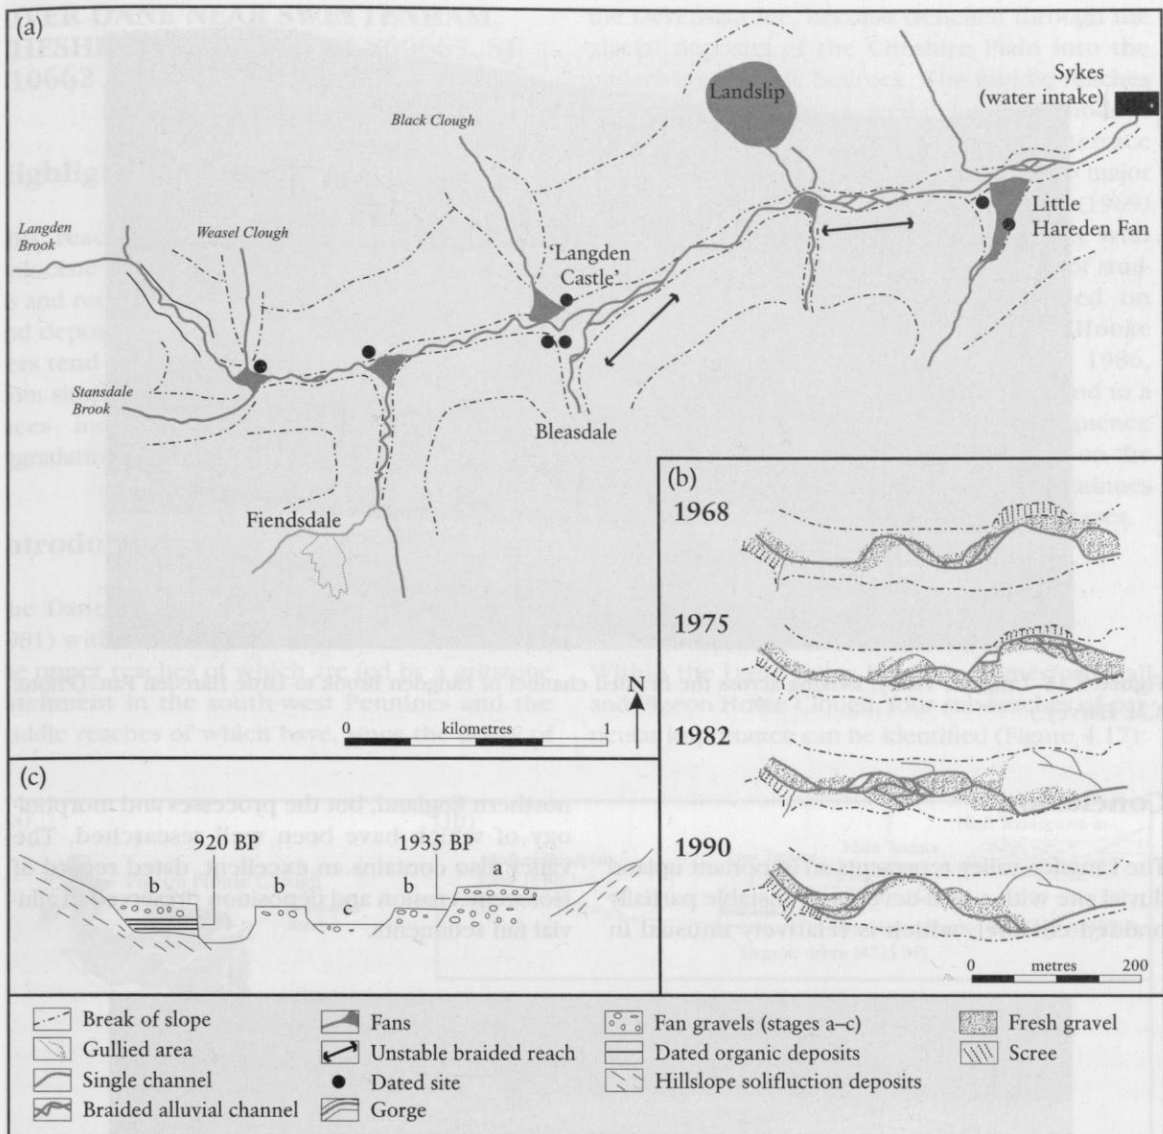 (a)
Sykes
(water intake)
Landslip
Black Clough
Little
Hareden Fan
Langden
Brook
Weasel Clough
Langden
Castle
Stansdale
Brook
Bleasdale
Fiendsdale
N
0 kilometres 1
(b)
1968
1975
1982
1990
0 metres 200
(c)
920 BP
1935 BP
b
b
b
a
c
Break of slope
Gullied area
Single channel
Braided alluvial channel
Fans
Unstable braided reach
Dated site
Gorge
Fan gravels (stages a–c)
Dated organic deposits
Hillslope solifluction deposits
Fresh gravel
Scree